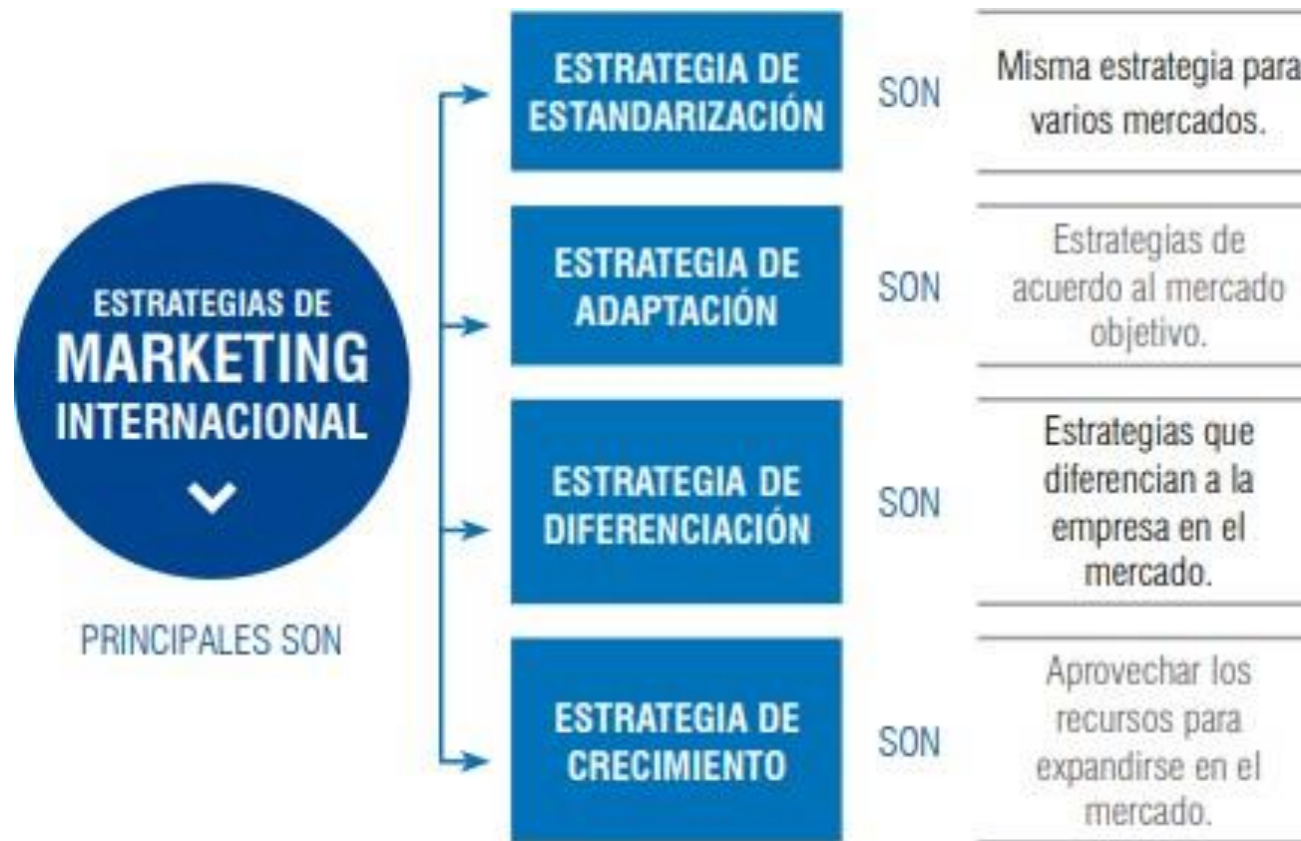 ESTRATEGIAS DE
MARKETING
INTERNACIONAL
PRINCIPALES SON
ESTRATEGIA DE
ESTANDARIZACIÓN
SON
Misma estrategia para
varios mercados.
ESTRATEGIA DE
ADAPTACIÓN
SON
Estrategias de
acuerdo al mercado
objetivo.
ESTRATEGIA DE
DIFERENCIACIÓN
SON
Estrategias que
diferencian a la
empresa en el
mercado.
ESTRATEGIA DE
CRECIMIENTO
SON
Aprovechar los
recursos para
expandirse en el
mercado.